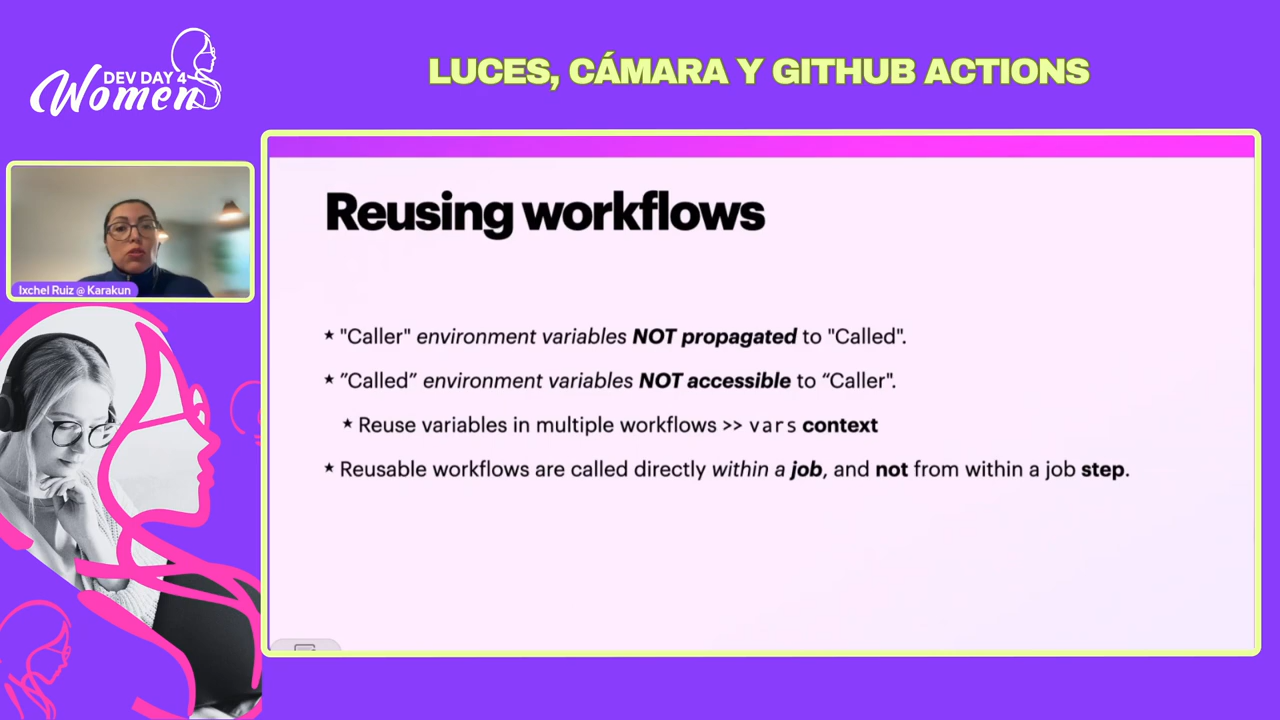 DEV DAY 4
Women
LUCES, CÁMARA Y GITHUB ACTIONS
Ixchel Ruiz @ Karakun
Reusing workflows
★ "Caller" environment variables NOT propagated to "Called".
★ ”Called” environment variables NOT accessible to “Caller".
★ Reuse variables in multiple workflows >> vars context
★ Reusable workflows are called directly within a job, and not from within a job step.